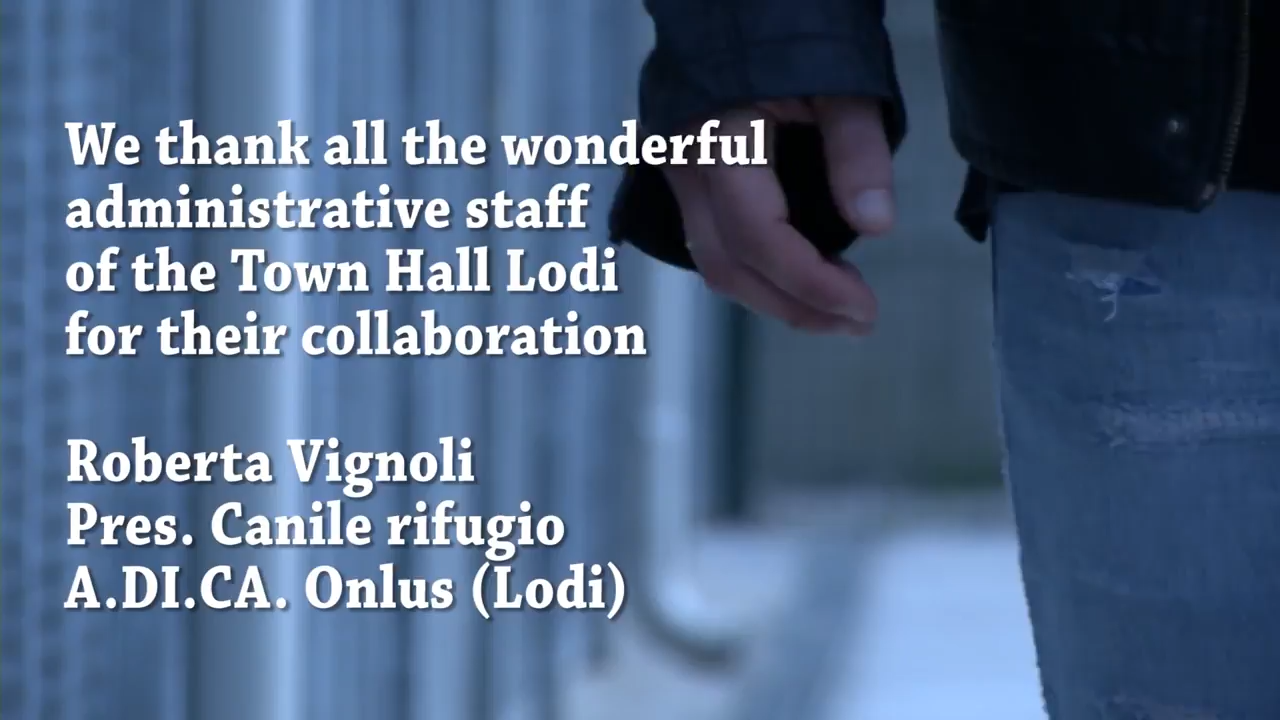 We thank all the wonderful
administrative staff
of the Town Hall Lodi
for their collaboration
Roberta Vignoli
Pres. Canile rifugio
A.DI.CA. Onlus (Lodi)